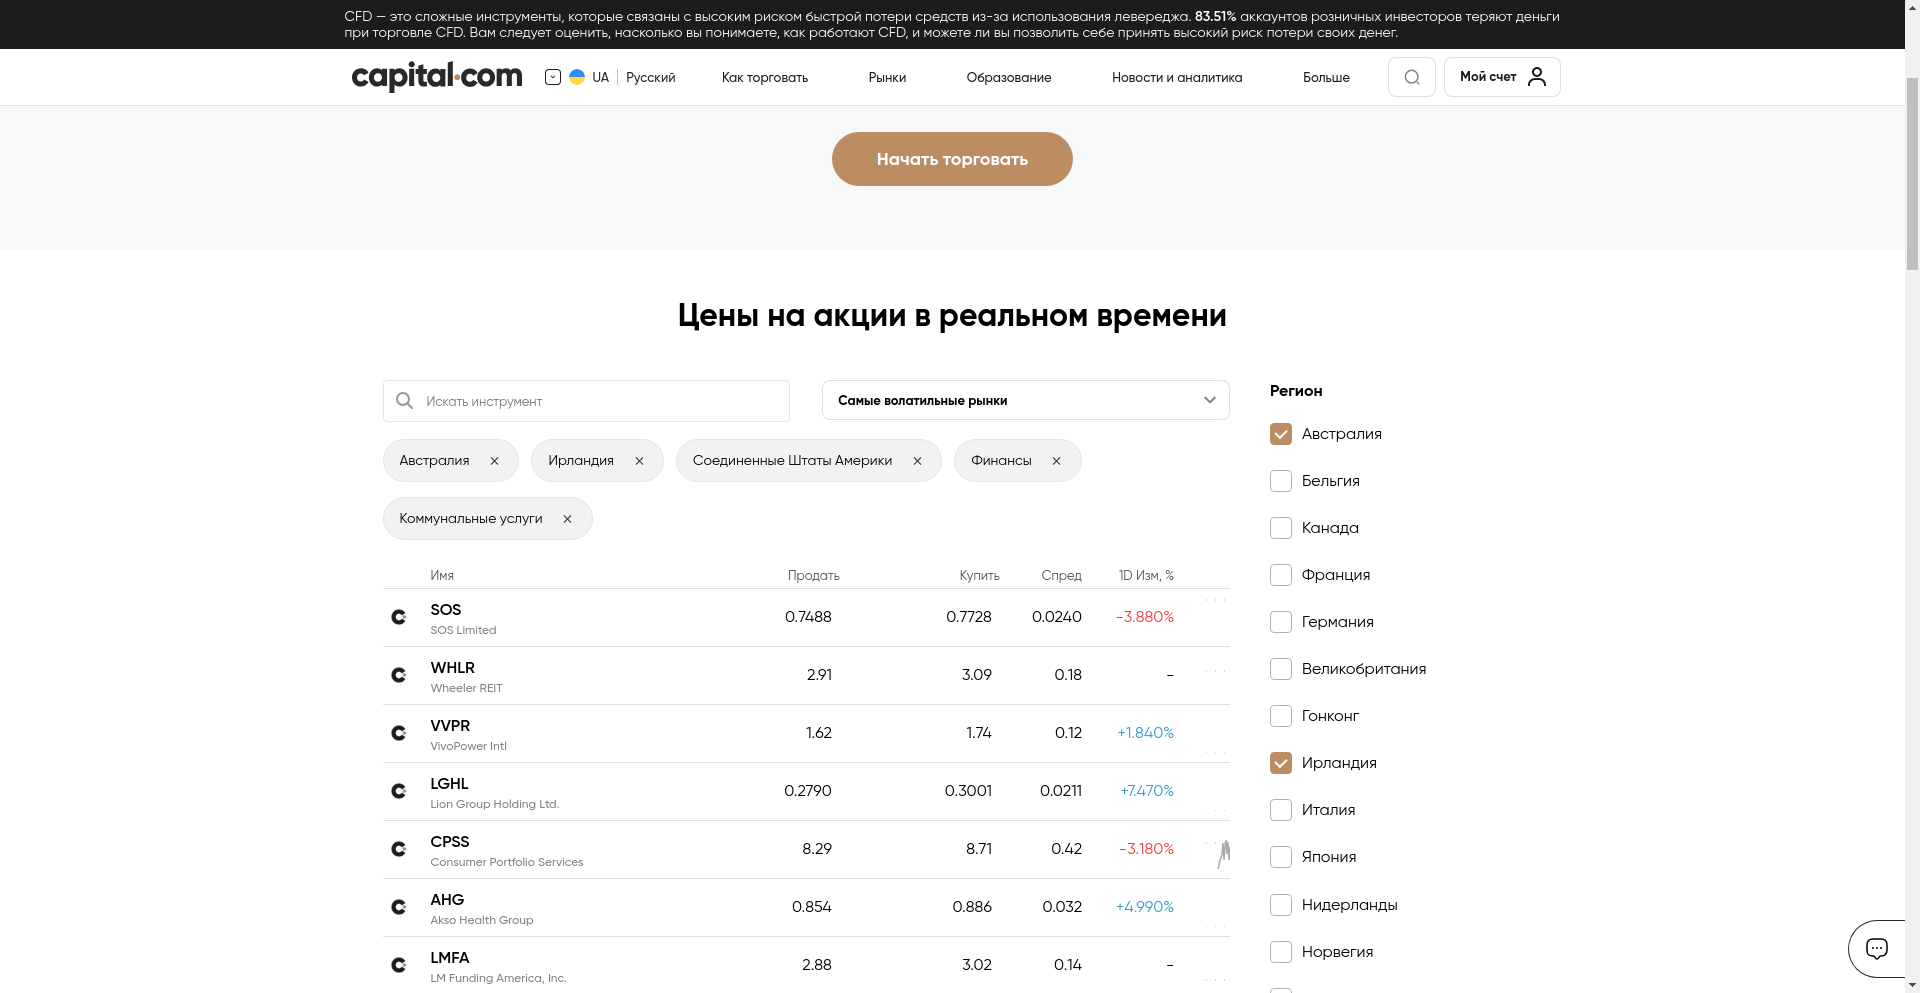 CFD – это сложные инструменты, которые связаны с высоким риском быстрой потери средств из-за использования левереджа. 83.51% аккаунтов розничных инвесторов теряют деньги
при торговле CFD. Вам следует оценить, насколько вы понимаете, как работают CFD, и можете ли вы позволить себе принять высокий риск потери своих денег.
capital.com UA Русский Как торговать Рынки Образование Новости и аналитика Больше Мой счет
Начать торговать
Цены на акции в реальном времени
Искать инструмент Самые волатильные рынки
Австралия × Ирландия × Соединенные Штаты Америки × Финансы ×
Коммунальные услуги ×
Имя Продать Купить Спред 1D Изм, %
SOS 0.7488 0.7728 0.0240 -3.880%
SOS Limited
WHLR 2.91 3.09 0.18 -
Wheeler REIT
VVPR 1.62 1.74 0.12 +1.840%
VivoPower Intl
LGHL 0.2790 0.3001 0.0211 +7.470%
Lion Group Holding Ltd.
CPSS 8.29 8.71 0.42 -3.180%
Consumer Portfolio Services
AHG 0.854 0.886 0.032 +4.990%
Akso Health Group
LMFA 2.88 3.02 0.14 -
LM Funding America, Inc.
Регион
Австралия
Бельгия
Канада
Франция
Германия
Великобритания
Гонконг
Ирландия
Италия
Япония
Нидерланды
Норвегия